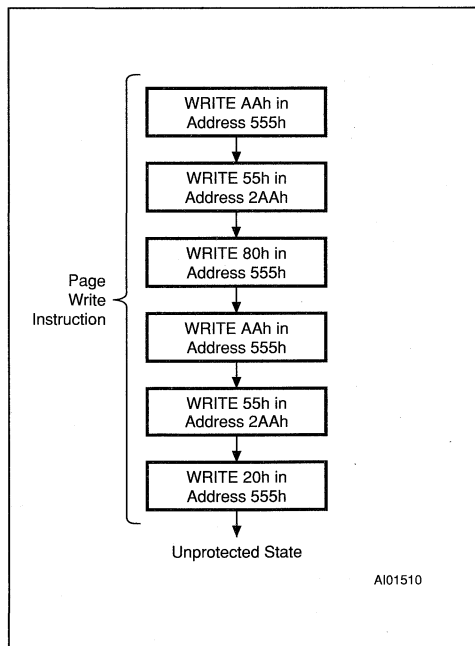 WRITE AAh in
Address 555h
WRITE 55h in
Address 2AAh
WRITE 80h in
Address 555h
Page
Write
Instruction
WRITE AAh in
Address 555h
WRITE 55h in
Address 2AAh
WRITE 20h in
Address 555h
Unprotected State
AI01510